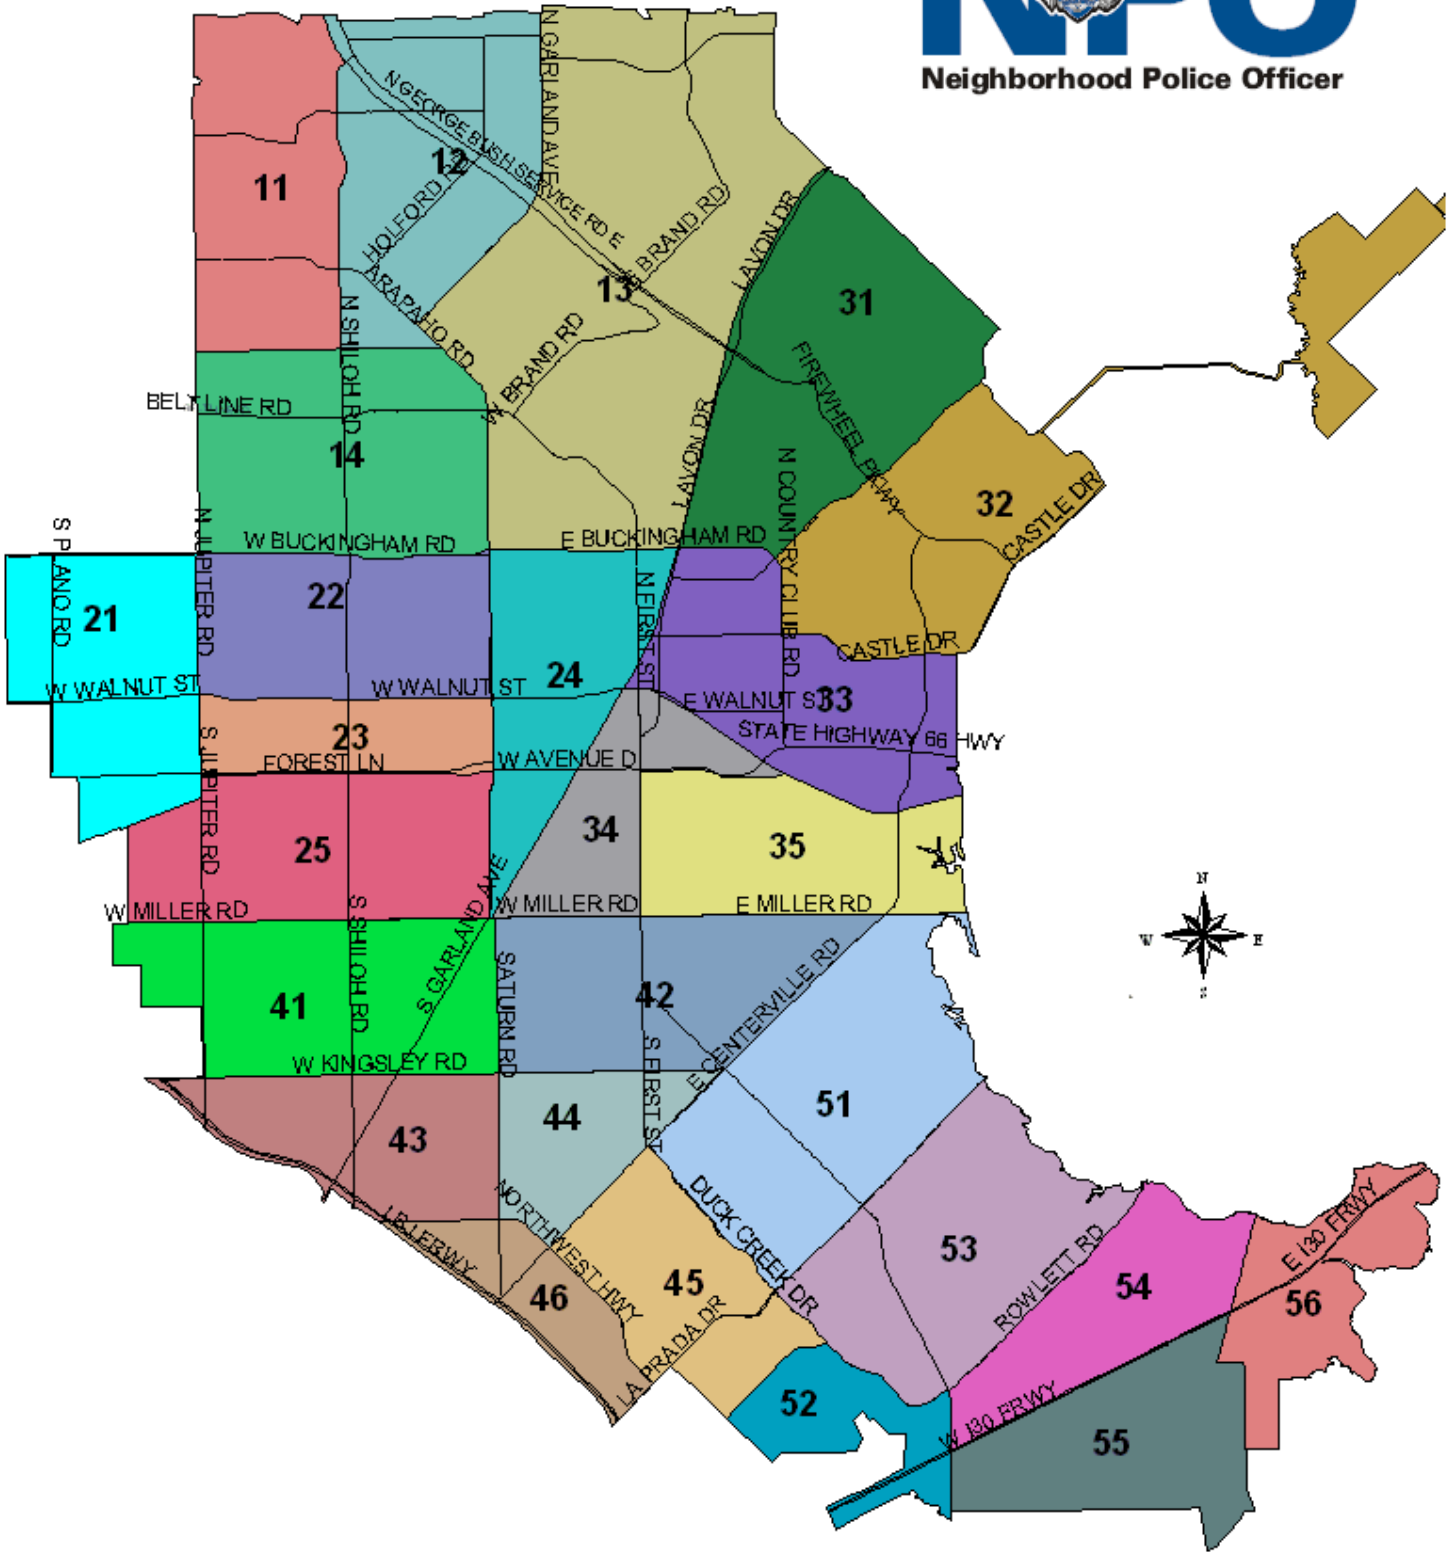 NPO
Neighborhood Police Officer
N GARLAND AVE
N GEORGE BUSH SERVICE RD E
12
11
HOLFORD RD
BRAND RD
LAVON DR
ARAPAHO RD
13
31
N SHILOH RD
W BRAND RD
FIREWHEEL PKWY
BELT LINE RD
LAVON DR
14
N COUNTRY CLUB RD
32
CASTLE DR
S PLANO RD
N JUPITER RD
W BUCKINGHAM RD
E BUCKINGHAM RD
21
22
N FIRST ST
24
CASTLE DR
W WALNUT ST
W WALNUT ST
E WALNUT ST
33
23
STATE HIGHWAY 66 HWY
S JUPITER RD
FOREST LN
W AVENUE D
25
34
35
W MILLER RD
W MILLER RD
E MILLER RD
S SHILOH RD
S GARLAND AVE
N
W
E
S
41
SATURN RD
42
E CENTERVILLE RD
W KINGSLEY RD
S FIRST ST
43
44
51
NORTHWEST HWY
DUCK CREEK DR
LBJ FRWY
53
ROWLETT RD
E I30 FRWY
46
45
LA PRADA DR
54
56
52
W I30 FRWY
55